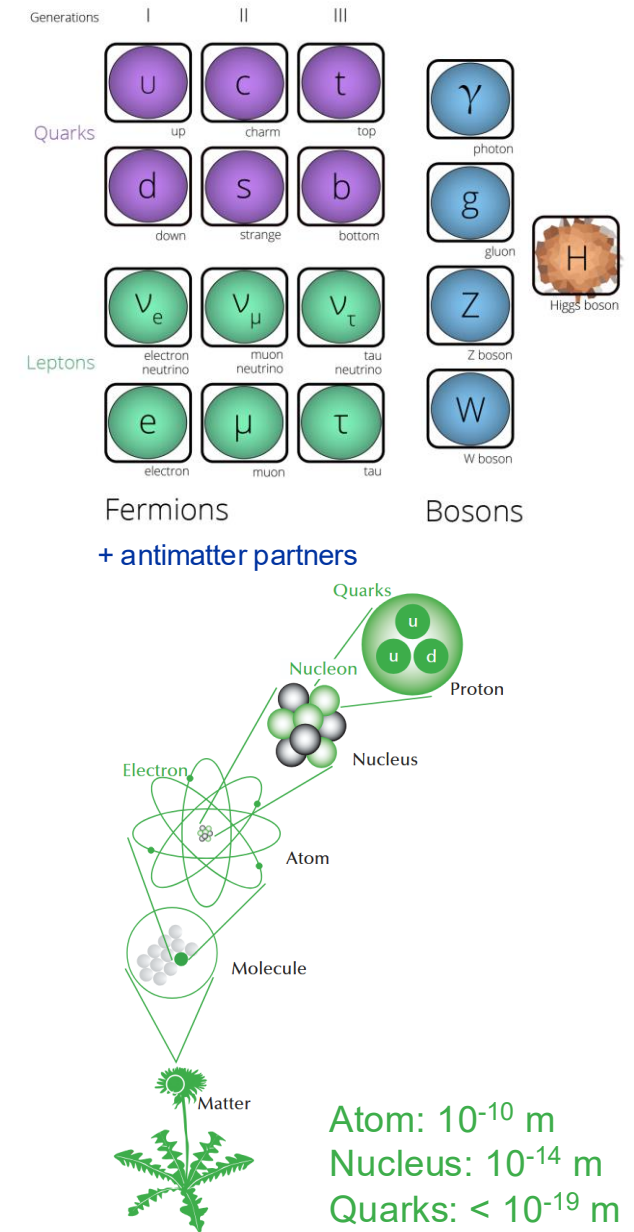 Generations I II III
u c t
up charm top
Quarks
d s b
down strange bottom
νe νμ ντ
electron neutrino muon neutrino tau neutrino
Leptons
e μ τ
electron muon tau
γ
photon
g
gluon
Z
Z boson
W
W boson
H
Higgs boson
Fermions Bosons
+ antimatter partners
Quarks
u
u d
Proton
Nucleon
Nucleus
Electron
Atom
Molecule
Matter
Atom: 10⁻¹⁰ m
Nucleus: 10⁻¹⁴ m
Quarks: < 10⁻¹⁹ m